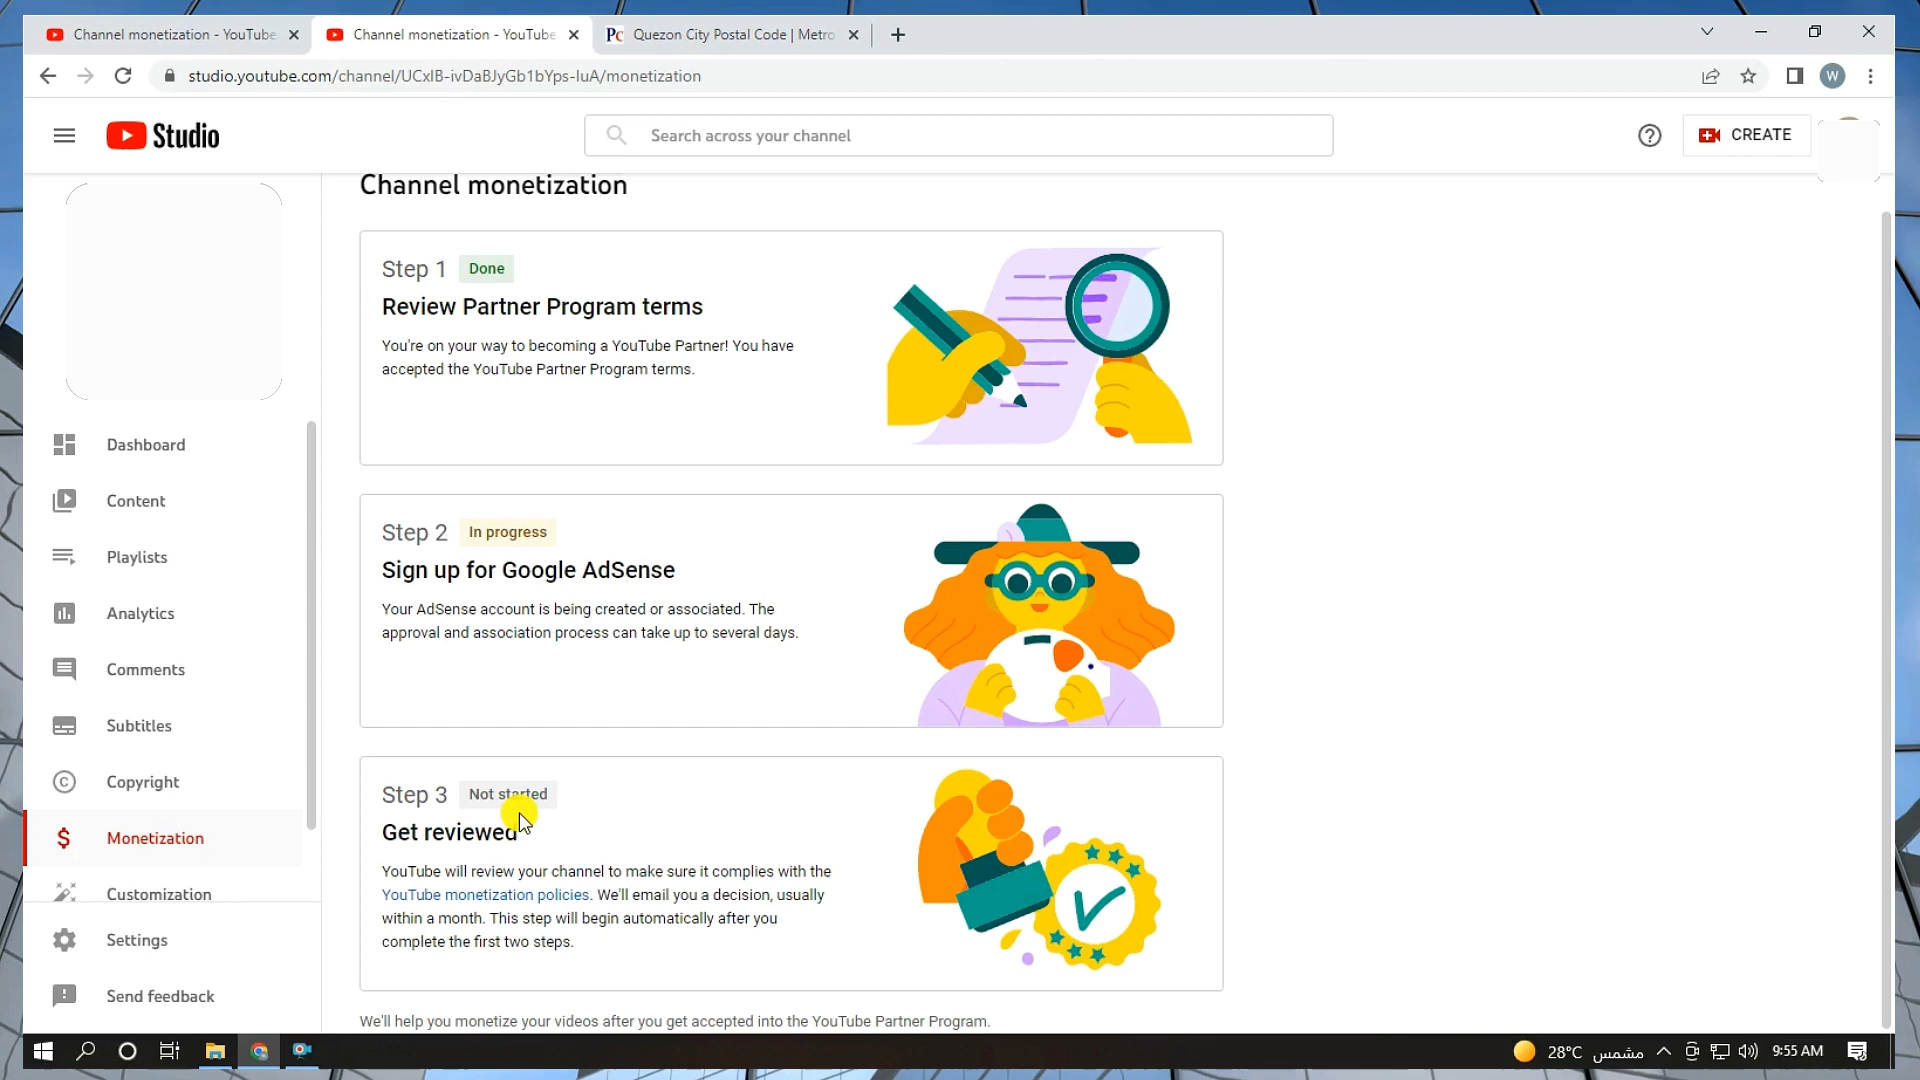 Channel monetization - YouTube
Channel monetization - YouTube
Pc Quezon City Postal Code | Metro
studio.youtube.com/channel/UCxIB-ivDaBJyGb1bYps-IuA/monetization
W
Studio
Search across your channel
CREATE
Channel monetization
Step 1 Done
Review Partner Program terms
You're on your way to becoming a YouTube Partner! You have
accepted the YouTube Partner Program terms.
Dashboard
Content
Playlists
Analytics
Comments
Subtitles
Copyright
Monetization
Customization
Settings
Send feedback
Step 2 In progress
Sign up for Google AdSense
Your AdSense account is being created or associated. The
approval and association process can take up to several days.
Step 3 Not started
Get reviewed
YouTube will review your channel to make sure it complies with the
YouTube monetization policies. We'll email you a decision, usually
within a month. This step will begin automatically after you
complete the first two steps.
We'll help you monetize your videos after you get accepted into the YouTube Partner Program.
28°C مشمس
9:55 AM